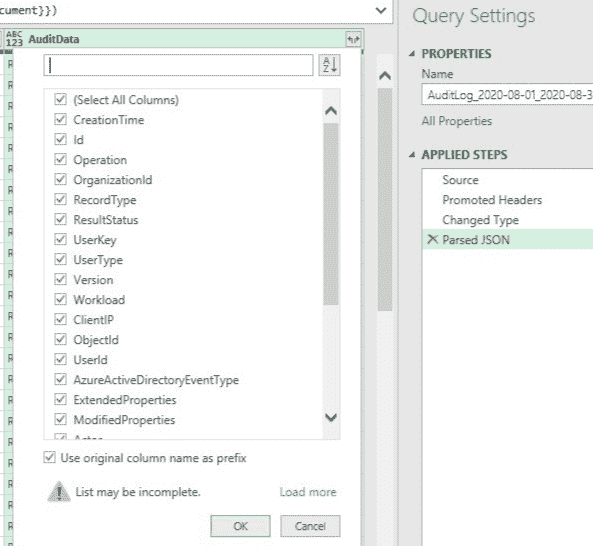 cument}})
ABC
123
AuditData
A
Z
(Select All Columns)
CreationTime
Id
Operation
OrganizationId
RecordType
ResultStatus
UserKey
UserType
Version
Workload
ClientIP
ObjectId
UserId
AzureActiveDirectoryEventType
ExtendedProperties
ModifiedProperties
Actor
Use original column name as prefix
List may be incomplete.
Load more
OK
Cancel
Query Settings
PROPERTIES
Name
AuditLog_2020-08-01_2020-08-3
All Properties
APPLIED STEPS
Source
Promoted Headers
Changed Type
Parsed JSON